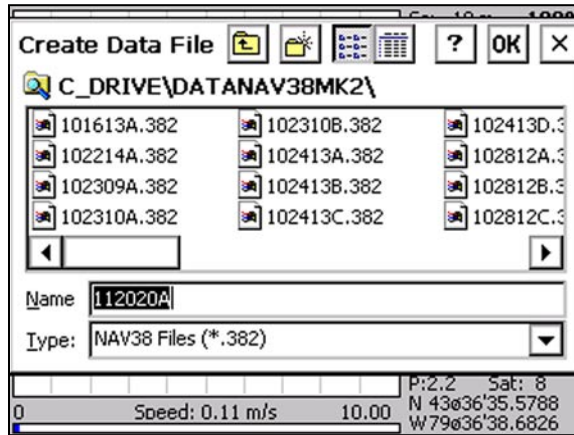 Create Data File ? OK ×
C_DRIVE\DATANAV38MK2\
101613A.382 102310B.382 102413D.3
102214A.382 102413A.382 102812A.3
102309A.382 102413B.382 102812B.3
102310A.382 102413C.382 102812C.3
Name 112020A
Type: NAV38 Files (*.382)
P:2.2 Sat: 8
0 Speed: 0.11 m/s 10.00 N 43ø36'35.5788
W79ø36'38.6826